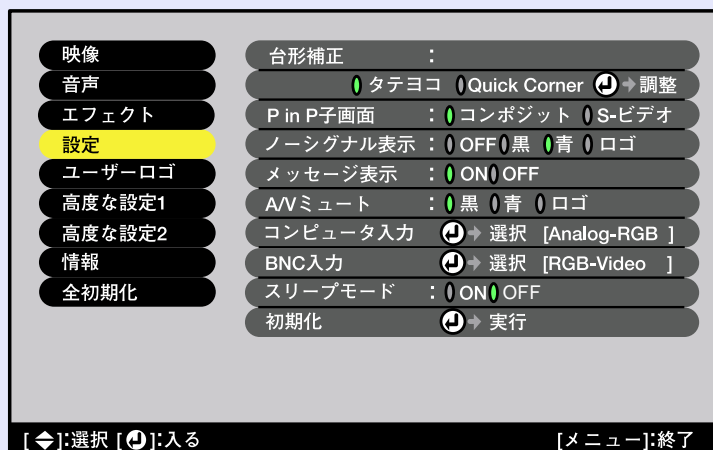 映像
音声
エフェクト
設定
ユーザーロゴ
高度な設定1
高度な設定2
情報
全初期化
台形補正 :
タテヨコ Quick Corner 調整
P in P子画面 : コンポジット S-ビデオ
ノーシグナル表示 : OFF 黒 青 ロゴ
メッセージ表示 : ON OFF
A/Vミュート : 黒 青 ロゴ
コンピュータ入力 選択 [Analog-RGB ]
BNC入力 選択 [RGB-Video ]
スリープモード : ON OFF
初期化 実行
[ ]:選択 [ ]:入る [メニュー]:終了